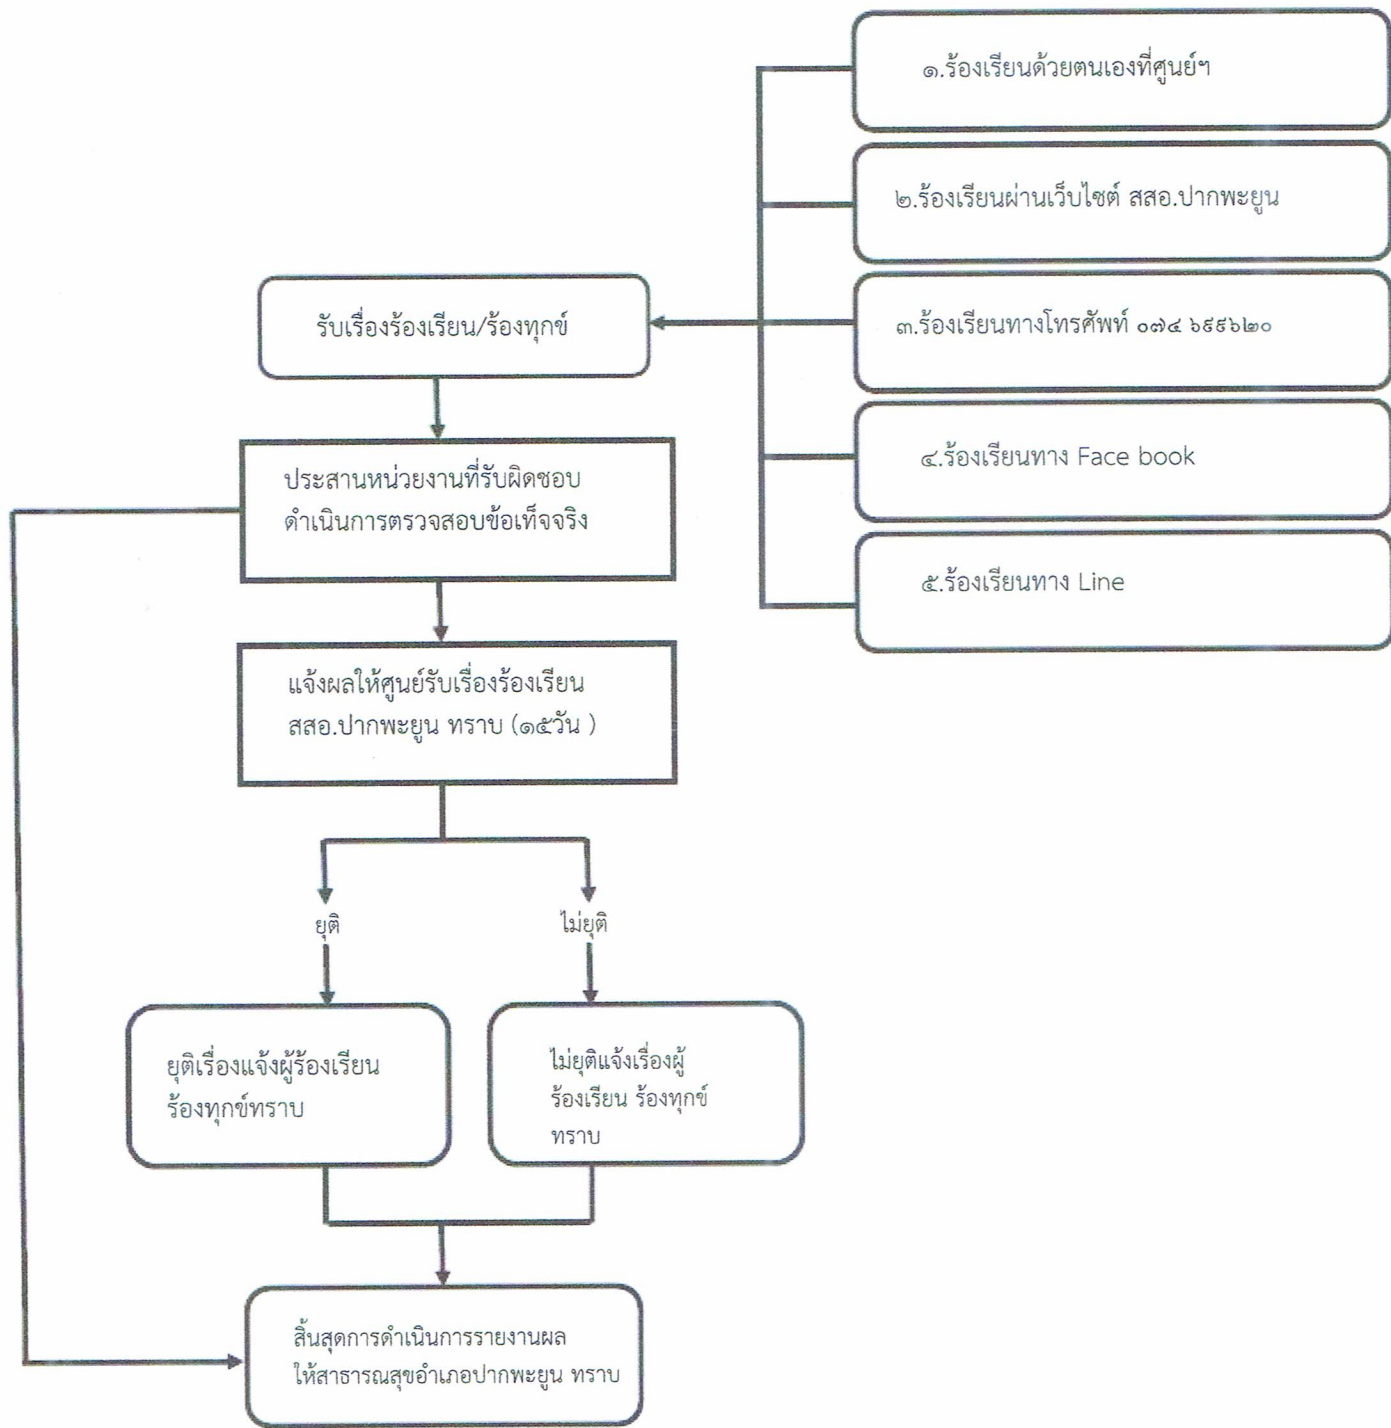 ๑.ร้องเรียนด้วยตนเองที่ศูนย์ฯ
๒.ร้องเรียนผ่านเว็บไซต์ สสอ.ปากพะยูน
รับเรื่องร้องเรียน/ร้องทุกข์
๓.ร้องเรียนทางโทรศัพท์ ๐๗๔ ๖๙๙๖๒๐
๔.ร้องเรียนทาง Face book
๕.ร้องเรียนทาง Line
ประสานหน่วยงานที่รับผิดชอบ
ดำเนินการตรวจสอบข้อเท็จจริง
แจ้งผลให้ศูนย์รับเรื่องร้องเรียน
สสอ.ปากพะยูน ทราบ (๑๕วัน )
ยุติ
ไม่ยุติ
ยุติเรื่องแจ้งผู้ร้องเรียน
ร้องทุกข์ทราบ
ไม่ยุติแจ้งเรื่องผู้
ร้องเรียน ร้องทุกข์
ทราบ
สิ้นสุดการดำเนินการรายงานผล
ให้สาธารณสุขอำเภอปากพะยูน ทราบ